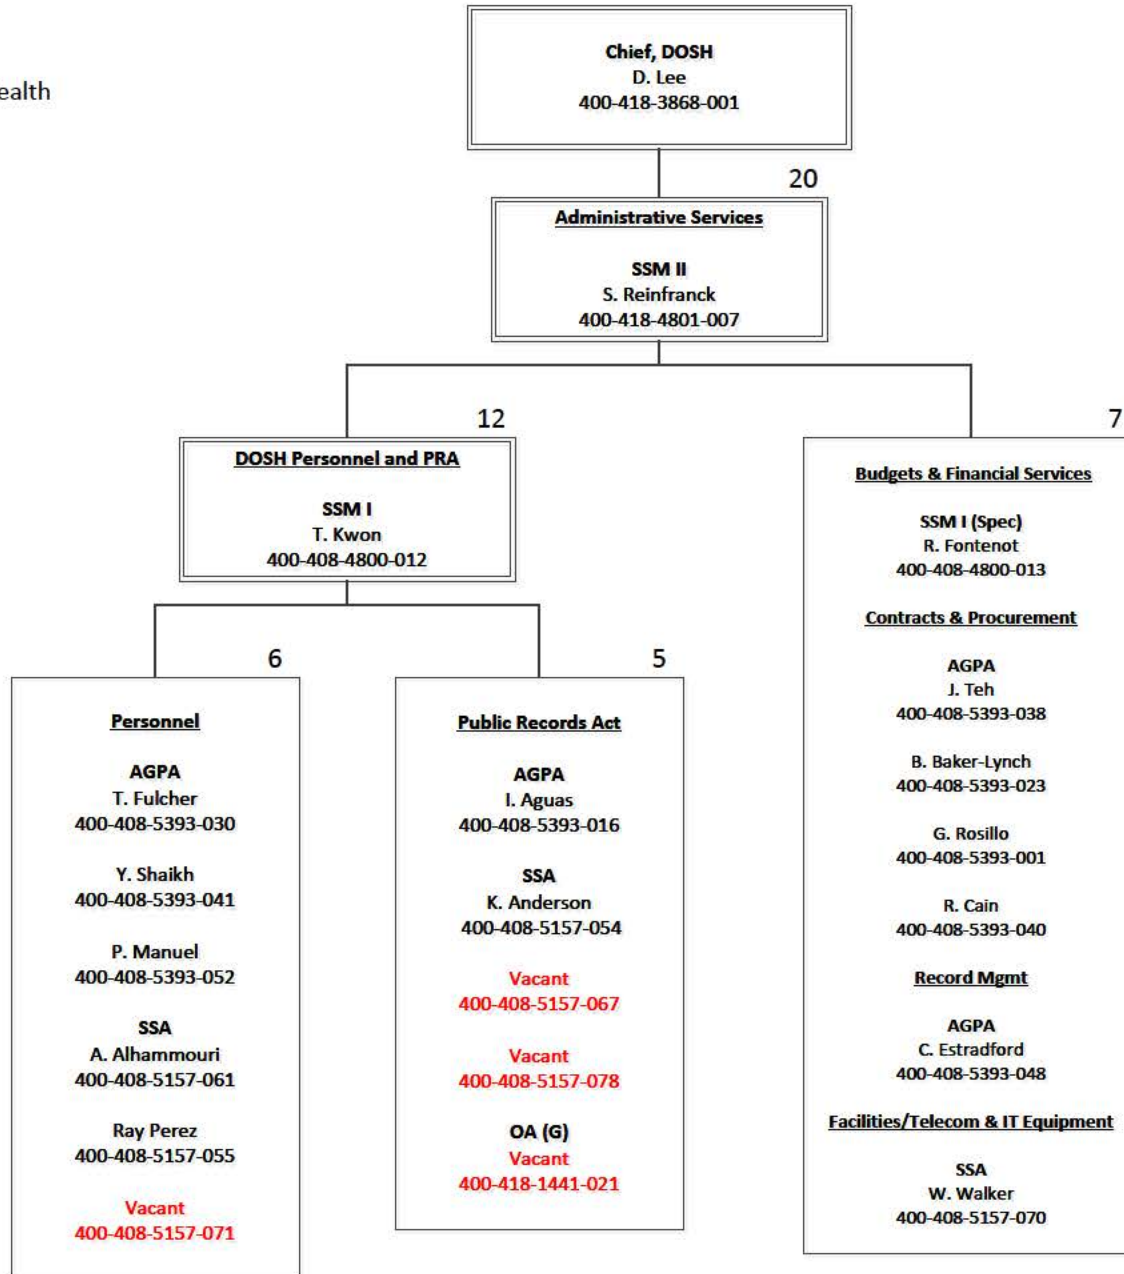 ealth
Chief, DOSH
D. Lee
400-418-3868-001
20
Administrative Services
SSM II
S. Reinfranck
400-418-4801-007
12
DOSH Personnel and PRA
SSM I
T. Kwon
400-408-4800-012
6
Personnel
AGPA
T. Fulcher
400-408-5393-030
Y. Shaikh
400-408-5393-041
P. Manuel
400-408-5393-052
SSA
A. Alhammouri
400-408-5157-061
Ray Perez
400-408-5157-055
Vacant
400-408-5157-071
5
Public Records Act
AGPA
I. Aguas
400-408-5393-016
SSA
K. Anderson
400-408-5157-054
Vacant
400-408-5157-067
Vacant
400-408-5157-078
OA (G)
Vacant
400-418-1441-021
7
Budgets & Financial Services
SSM I (Spec)
R. Fontenot
400-408-4800-013
Contracts & Procurement
AGPA
J. Teh
400-408-5393-038
B. Baker-Lynch
400-408-5393-023
G. Rosillo
400-408-5393-001
R. Cain
400-408-5393-040
Record Mgmt
AGPA
C. Estradford
400-408-5393-048
Facilities/Telecom & IT Equipment
SSA
W. Walker
400-408-5157-070